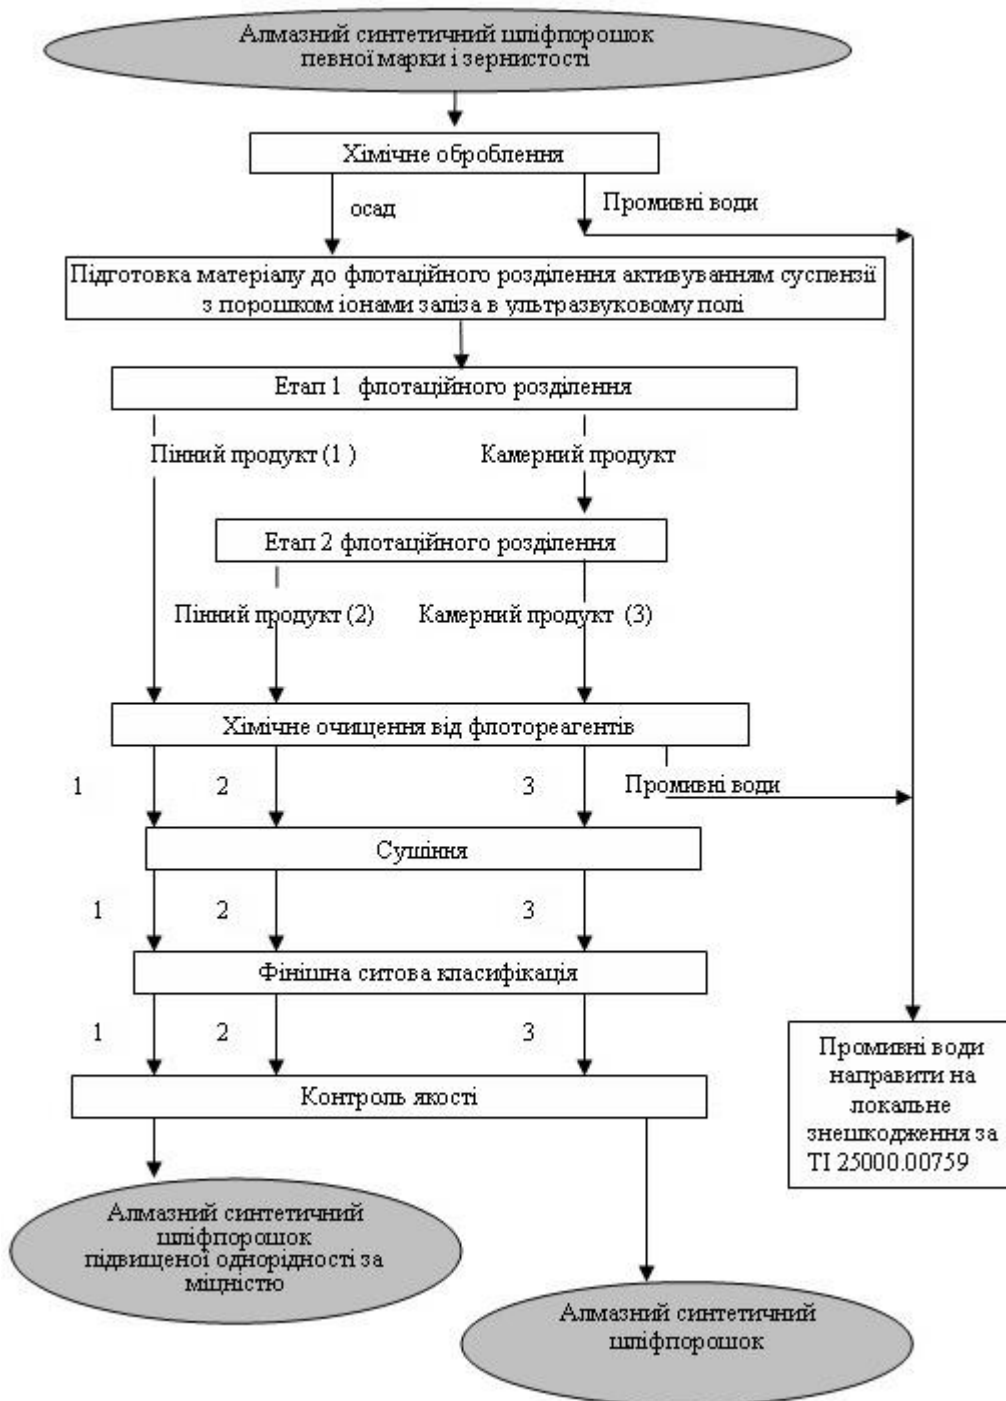 Алмазний синтетичний шліфпорошок
певної марки і зернистості
Хімічне оброблення
осад
Промивні води
Підготовка матеріалу до флотаційного розділення активуванням суспензії
з порошком іонами заліза в ультразвуковому полі
Етап 1 флотаційного розділення
Пінний продукт (1 )
Камерний продукт
Етап 2 флотаційного розділення
Пінний продукт (2)
Камерний продукт (3)
Хімічне очищення від флотореагентів
1
2
3
Промивні води
Сушіння
1
2
3
Фінішна ситова класифікація
1
2
3
Контроль якості
Промивні води
направити на
локальне
знешкодження за
ТІ 25000.00759
Алмазний синтетичний
шліфпорошок
підвищеної однорідності за
міцністю
Алмазний синтетичний
шліфпорошок